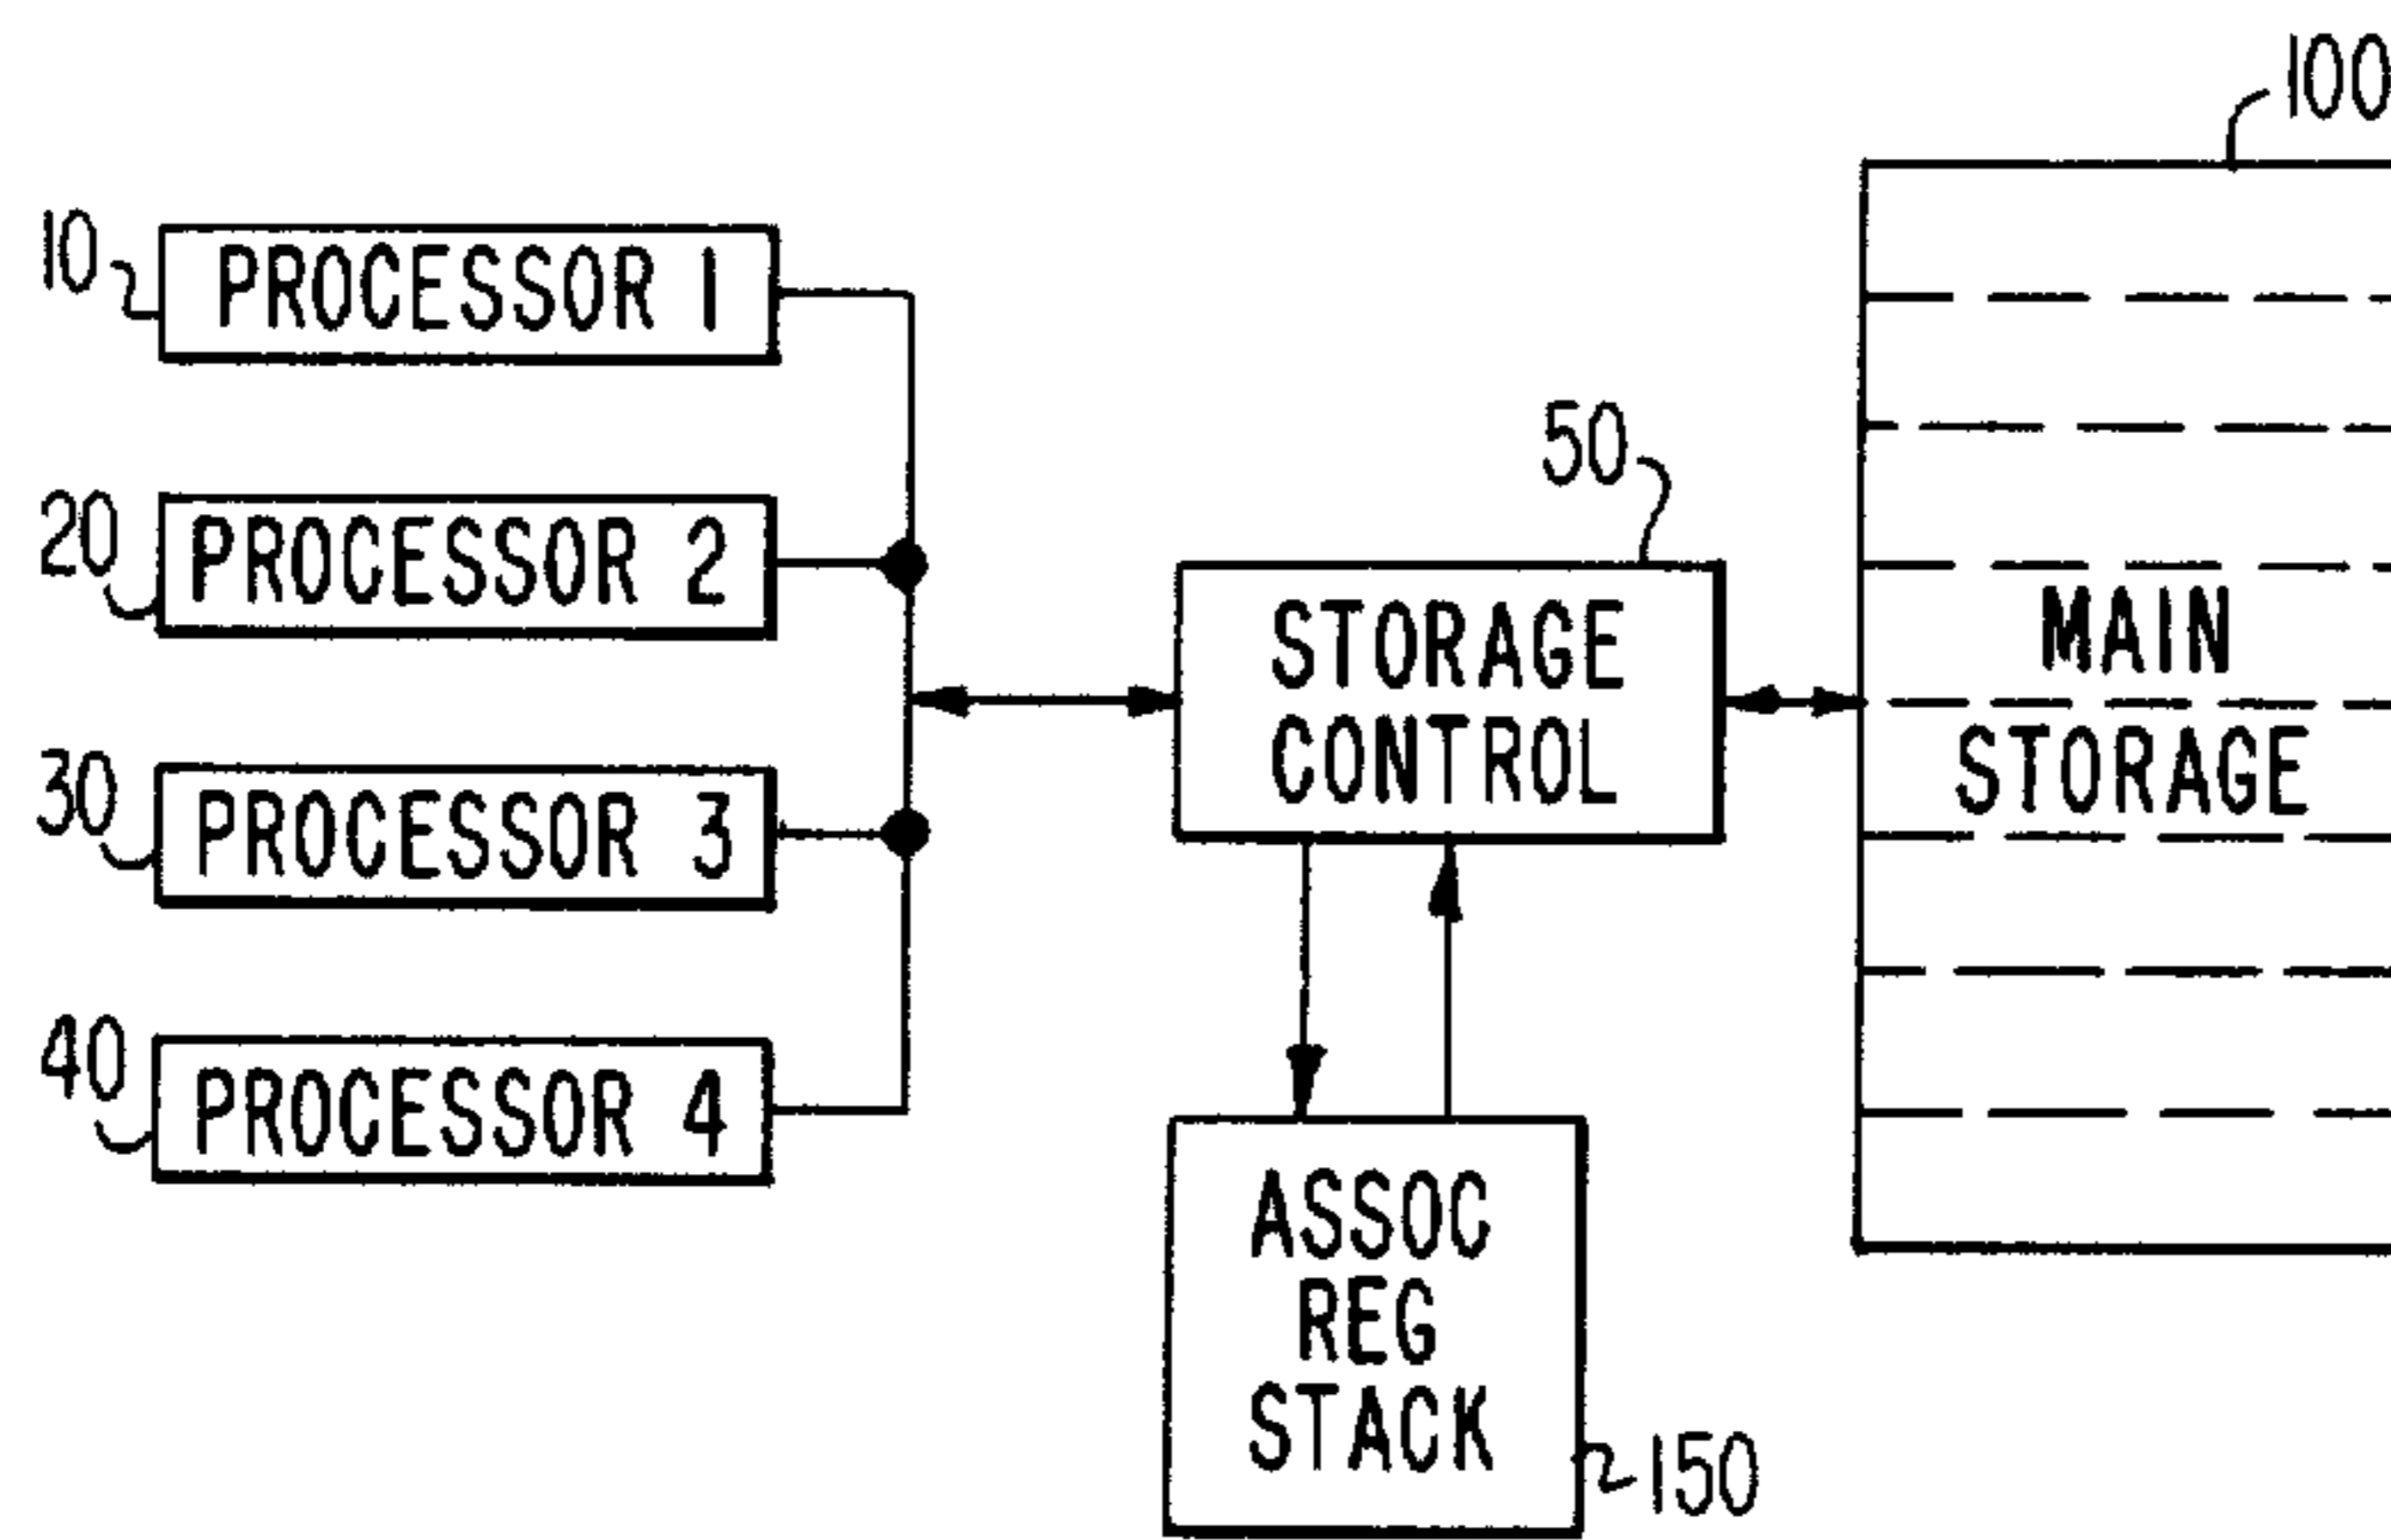 100
10
PROCESSOR 1
20
PROCESSOR 2
30
PROCESSOR 3
40
PROCESSOR 4
50
STORAGE
CONTROL
MAIN
STORAGE
ASSOC
REG
STACK
150